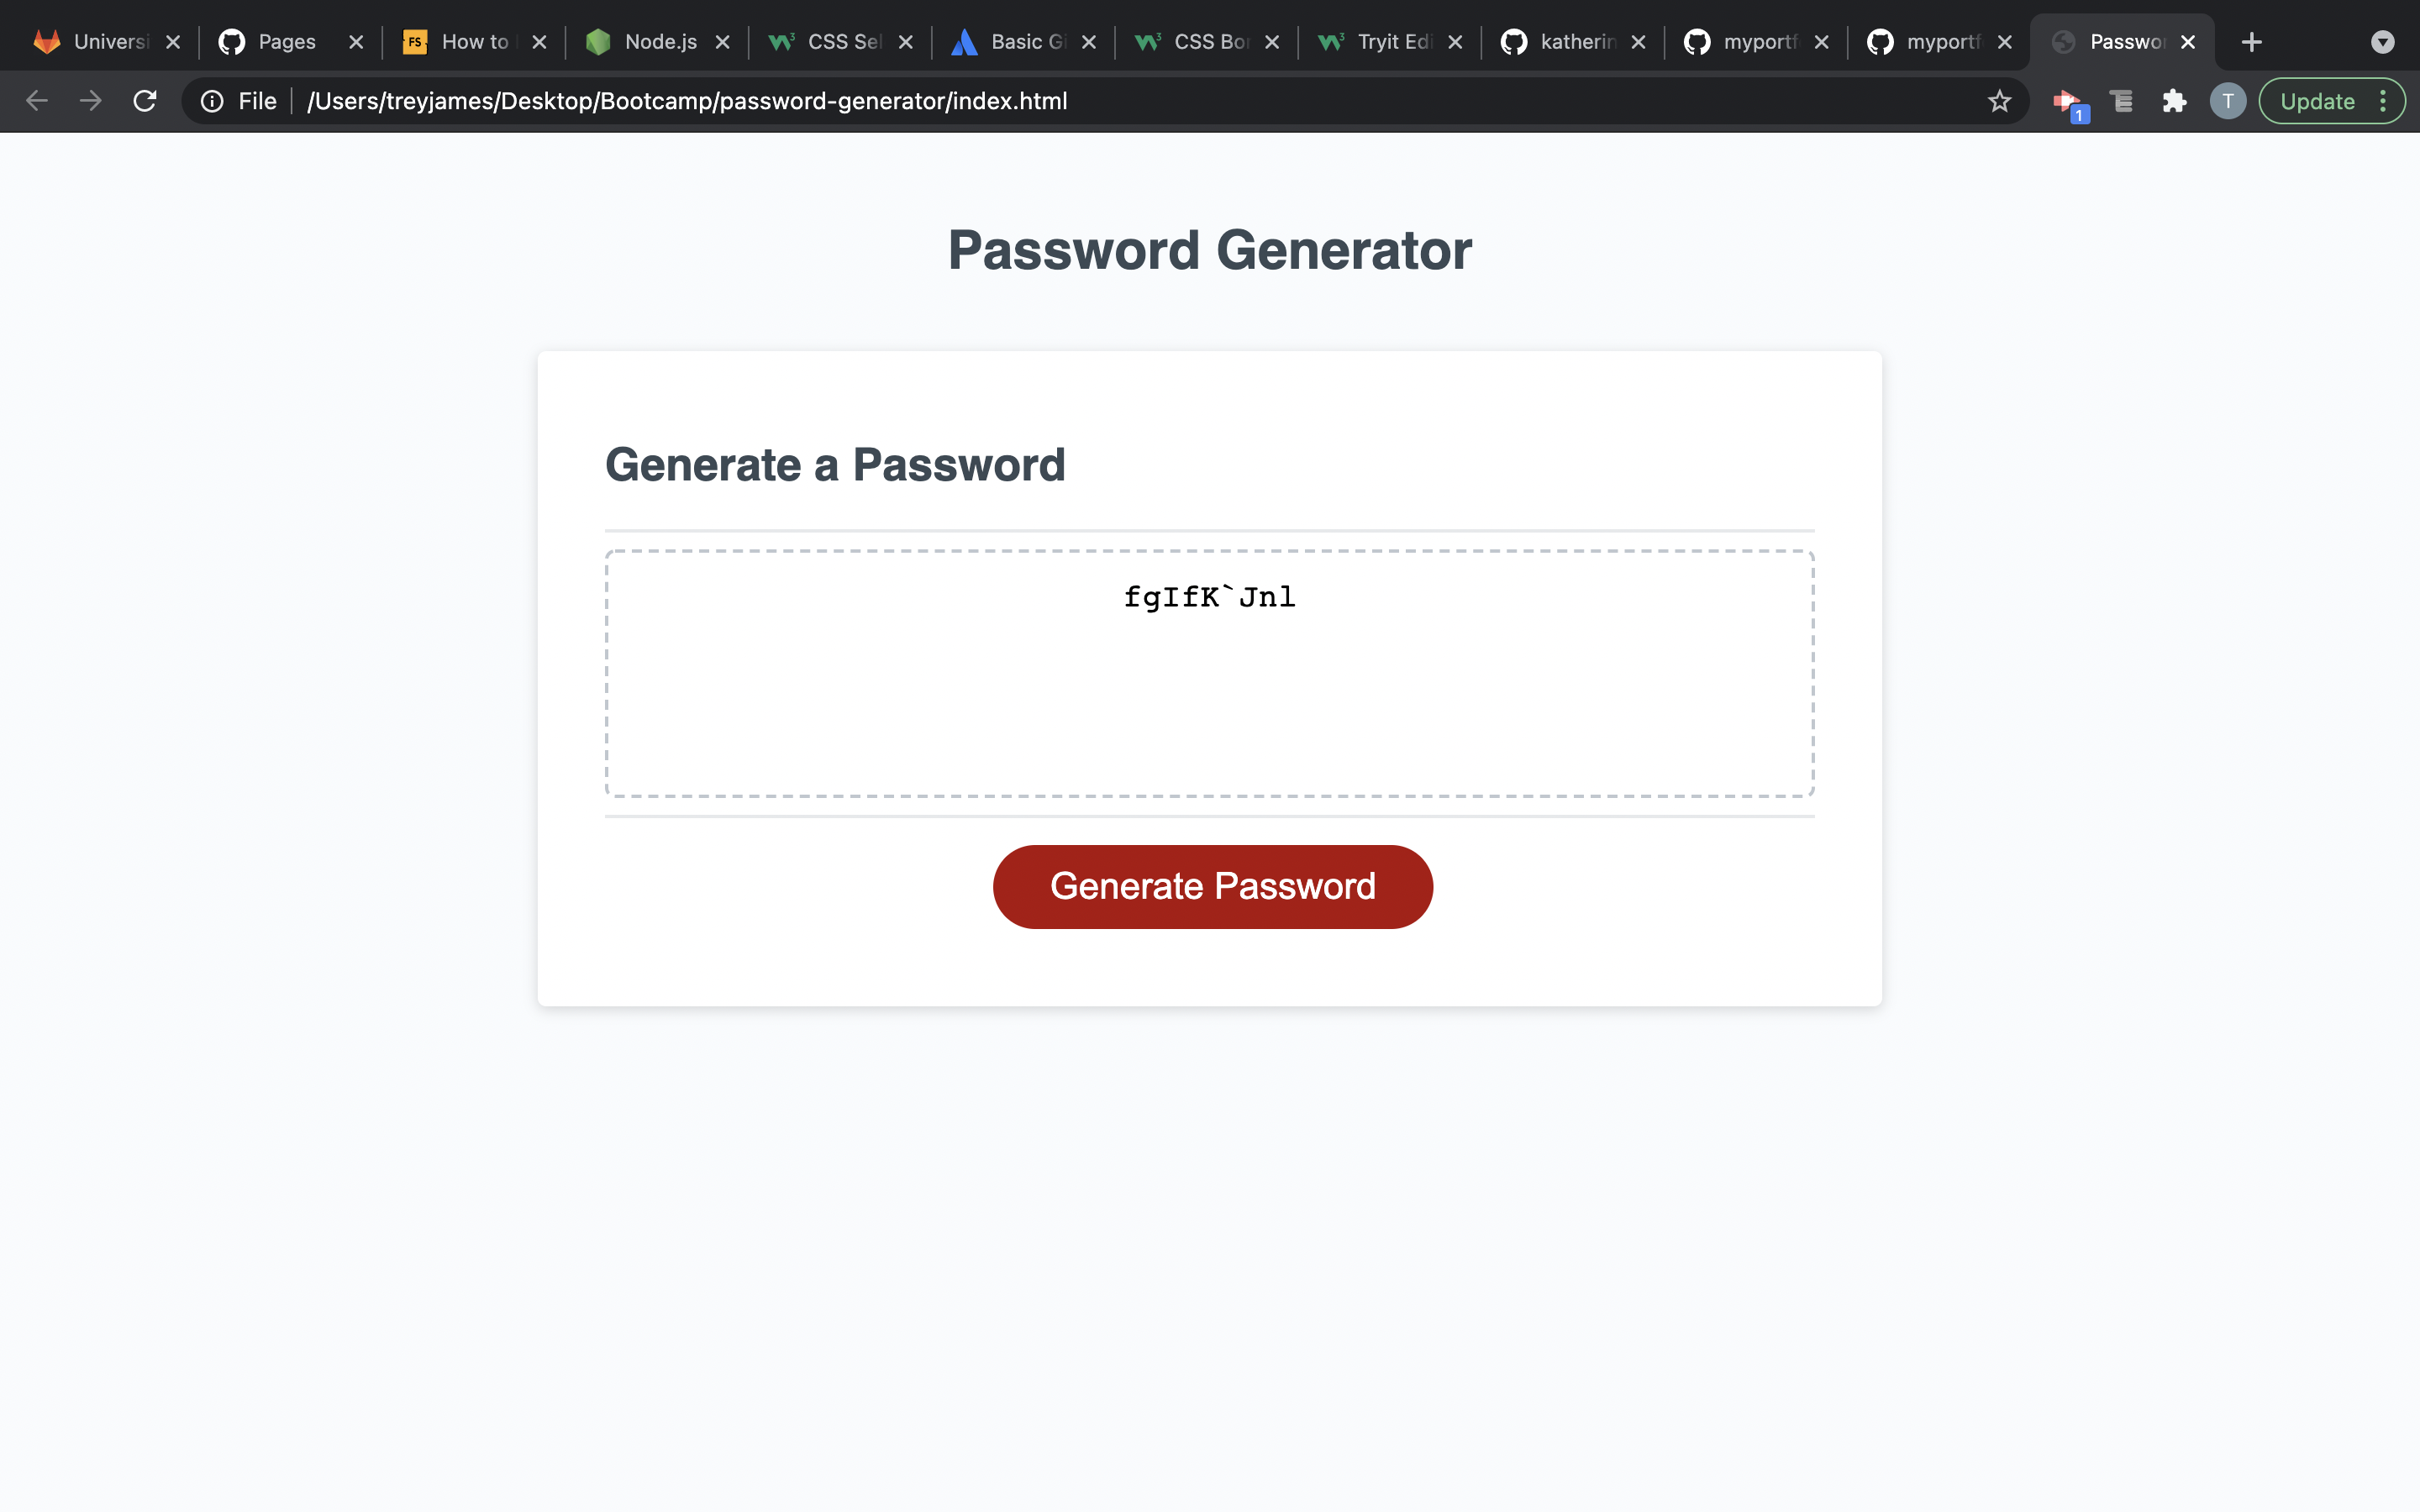 Universi Pages FS How to Node.js CSS Sel Basic Gi CSS Bor Tryit Edi katherin myportf myportf Passwor
File /Users/treyjames/Desktop/Bootcamp/password-generator/index.html 1 T Update
Password Generator
Generate a Password
fgIfK`Jnl
Generate Password